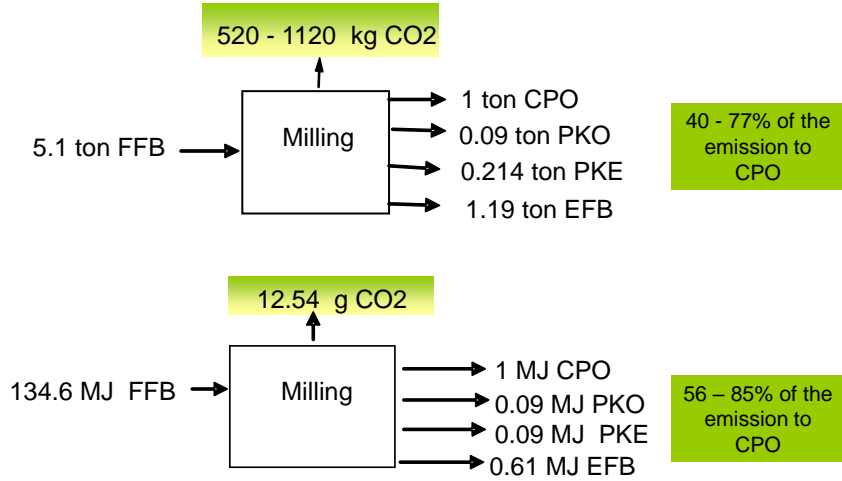 520 - 1120 kg CO2
5.1 ton FFB
Milling
1 ton CPO
0.09 ton PKO
0.214 ton PKE
1.19 ton EFB
40 - 77% of the
emission to
CPO
12.54 g CO2
134.6 MJ FFB
Milling
1 MJ CPO
0.09 MJ PKO
0.09 MJ PKE
0.61 MJ EFB
56 – 85% of the
emission to
CPO